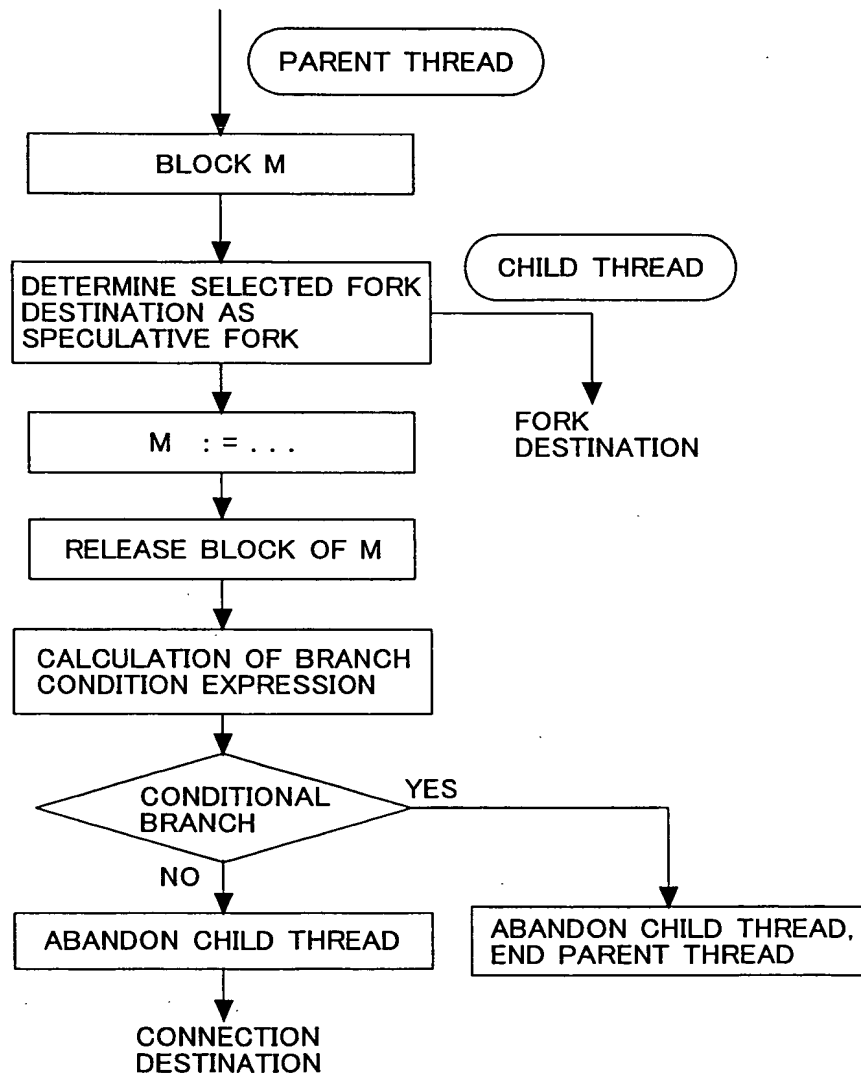 PARENT THREAD
BLOCK M
CHILD THREAD
DETERMINE SELECTED FORK
DESTINATION AS
SPECULATIVE FORK
FORK
DESTINATION
M : = . . .
RELEASE BLOCK OF M
CALCULATION OF BRANCH
CONDITION EXPRESSION
CONDITIONAL
BRANCH
YES
NO
ABANDON CHILD THREAD
ABANDON CHILD THREAD,
END PARENT THREAD
CONNECTION
DESTINATION